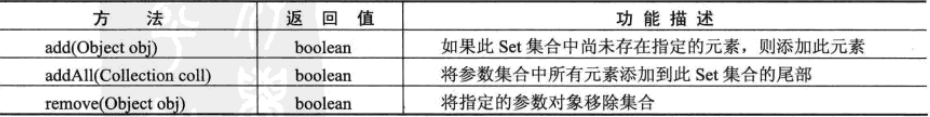 方 法 返 回 值 功 能 描 述
add(Object obj) boolean 如果此 Set 集合中尚未存在指定的元素，则添加此元素
addAll(Collection coll) boolean 将参数集合中所有元素添加到此 Set 集合的尾部
remove(Object obj) boolean 将指定的参数对象移除集合